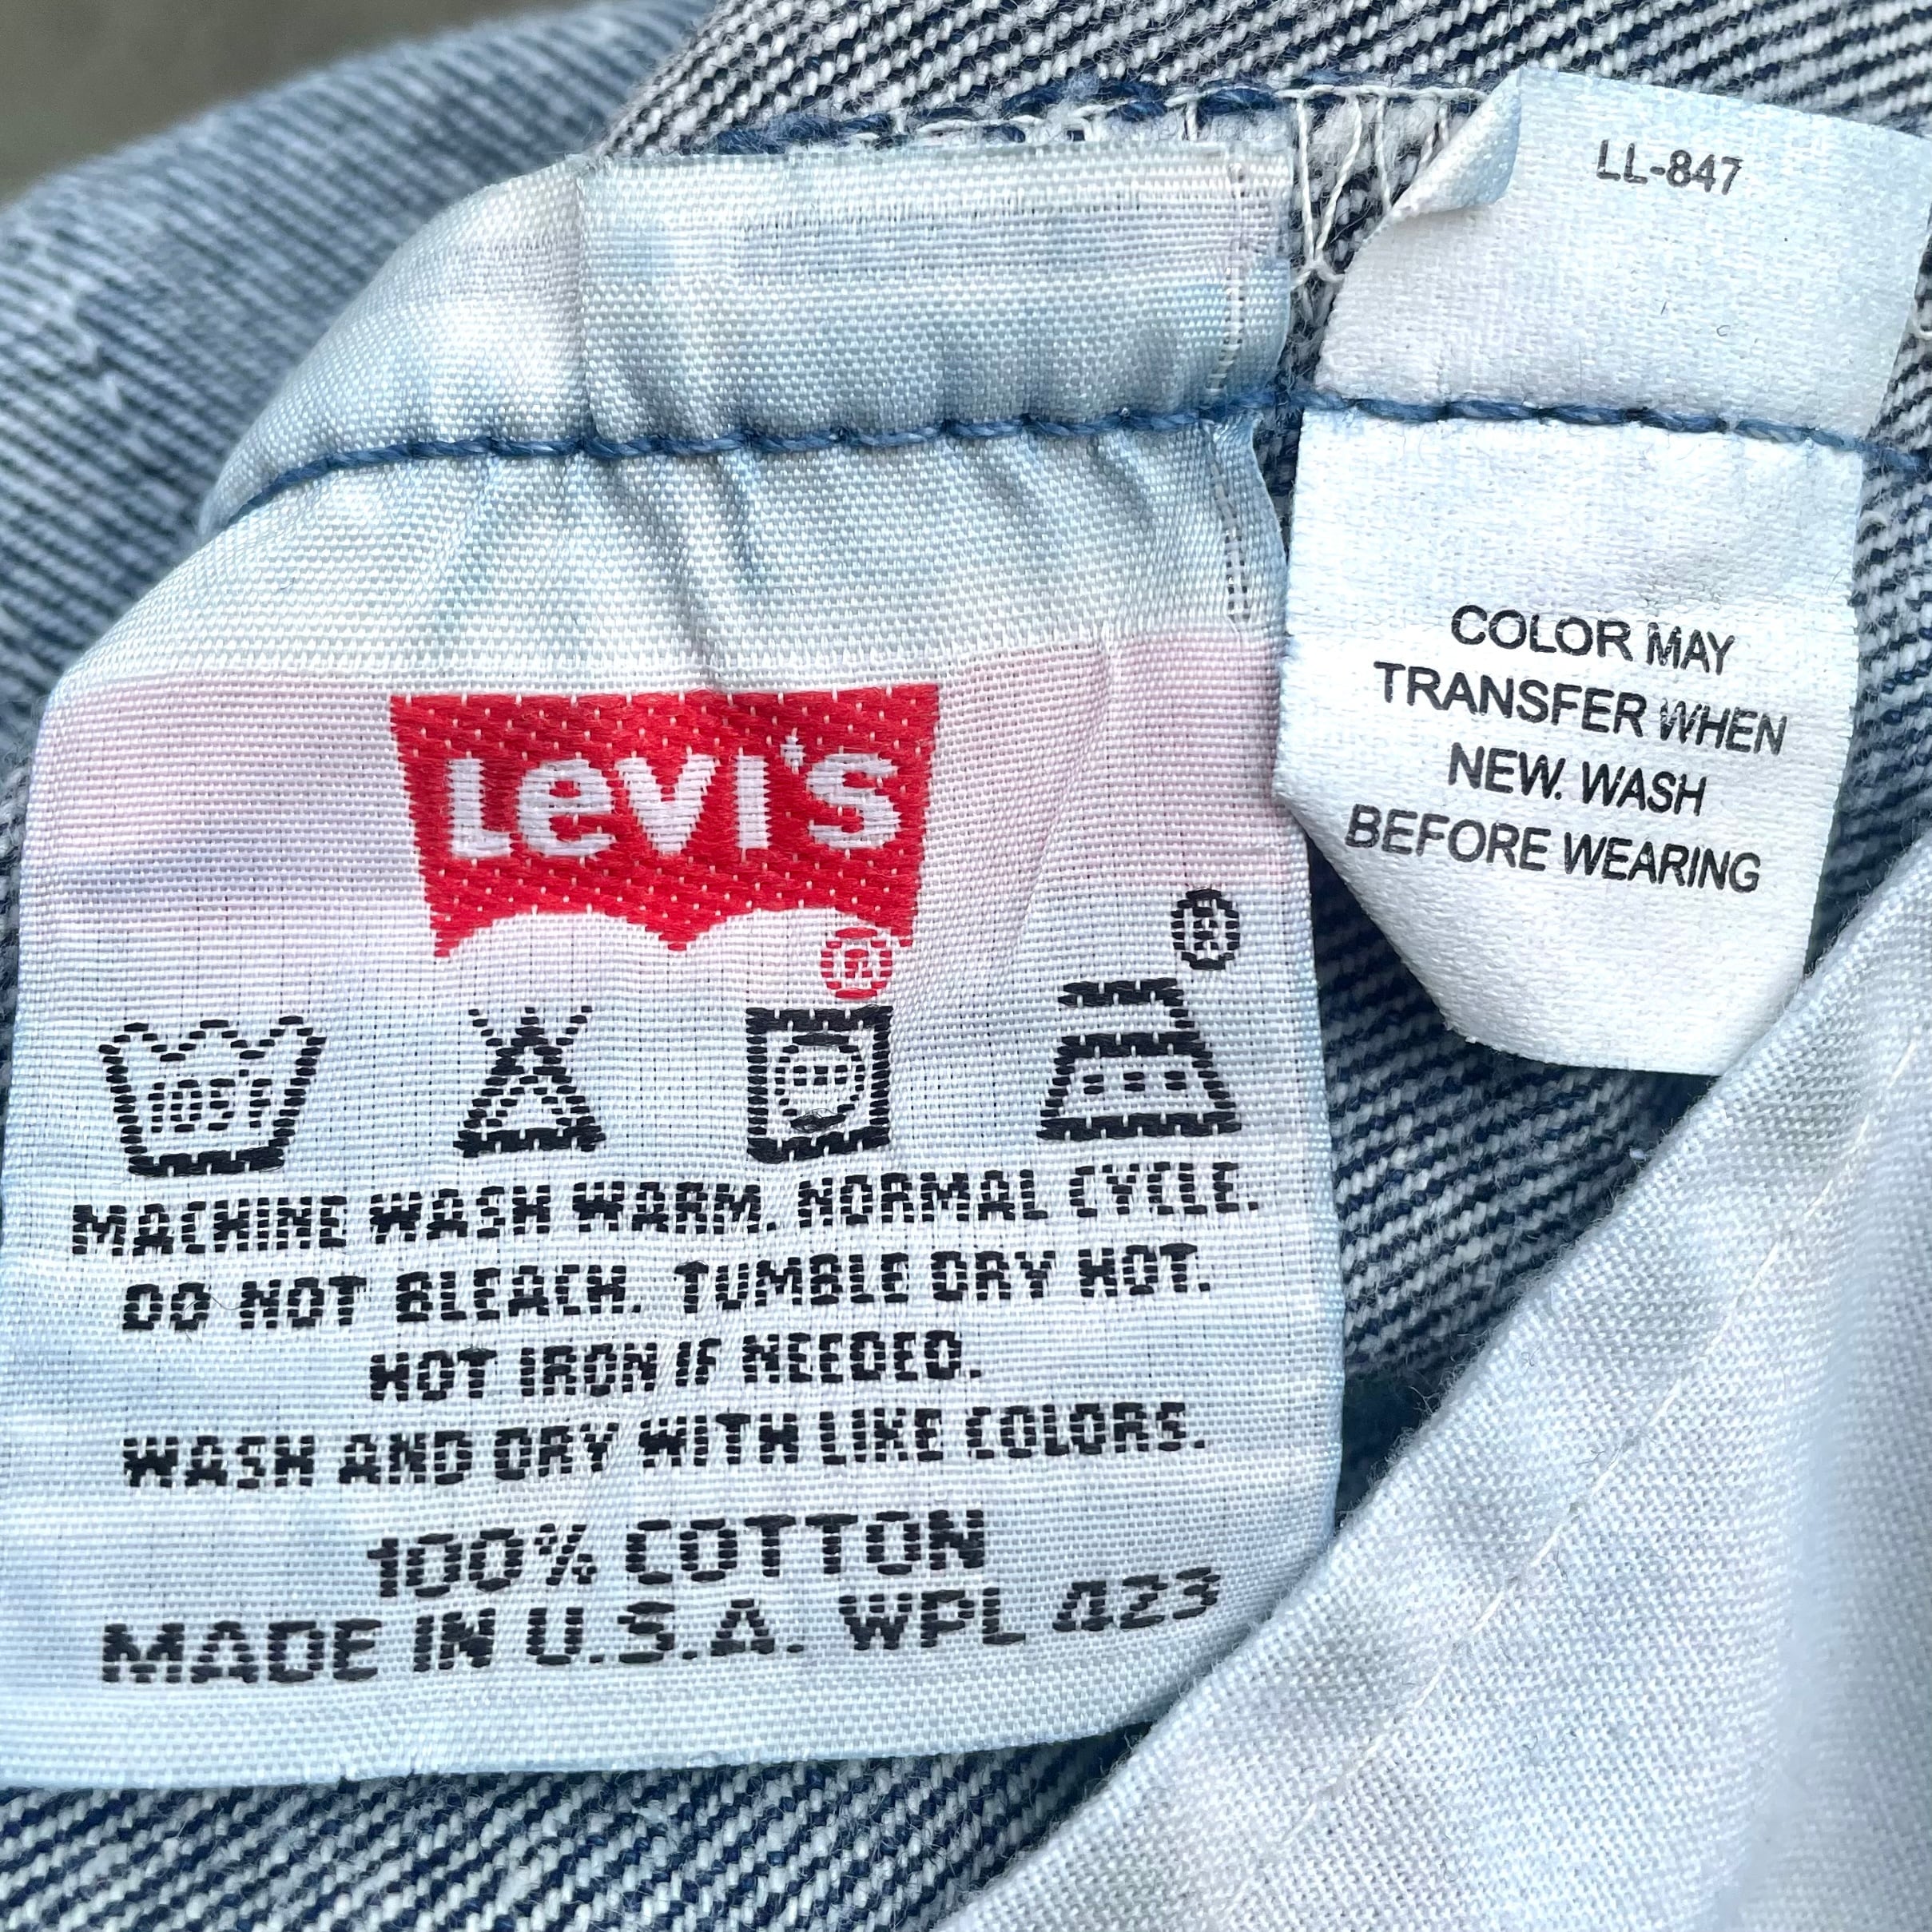 LL-847
COLOR MAY
TRANSFER WHEN
NEW. WASH
BEFORE WEARING
LEVI'S
®
®
105°F
MACHINE WASH WARM. NORMAL CYCLE.
DO NOT BLEACH. TUMBLE DRY HOT.
HOT IRON IF NEEDED.
WASH AND DRY WITH LIKE COLORS.
100% COTTON
MADE IN U.S.A. WPL 423